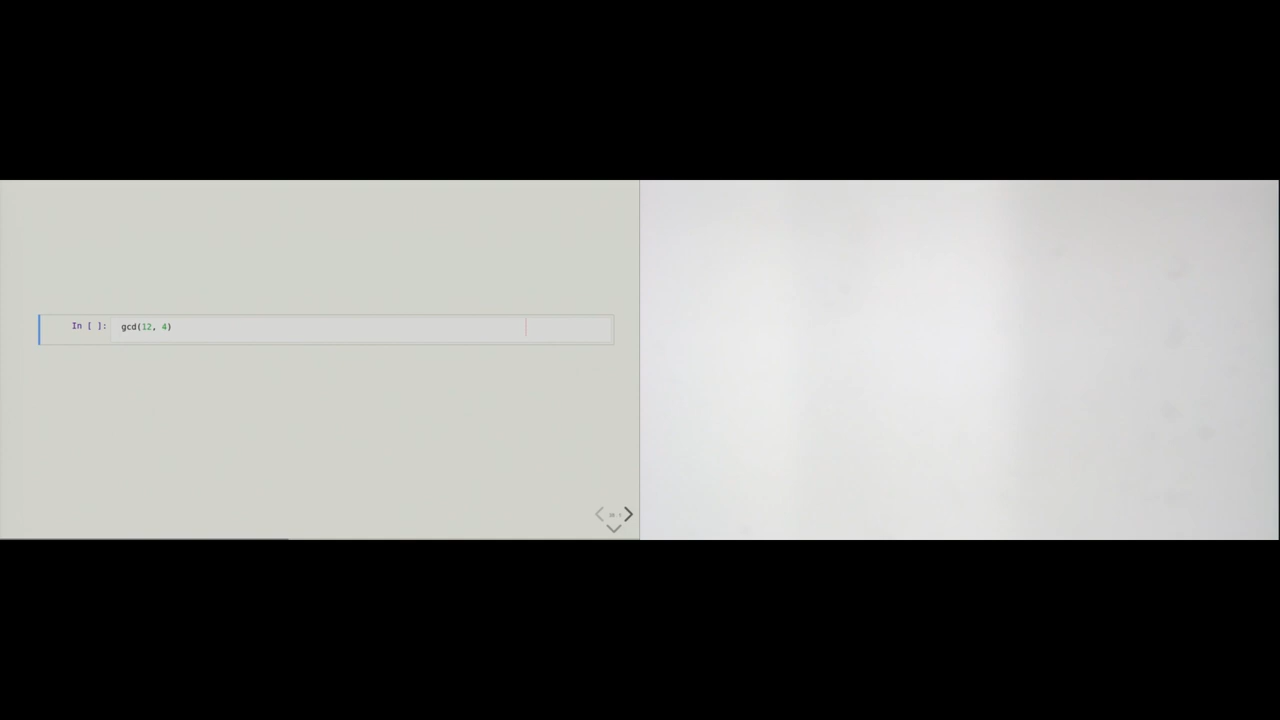 In [ ]: gcd(12, 4)